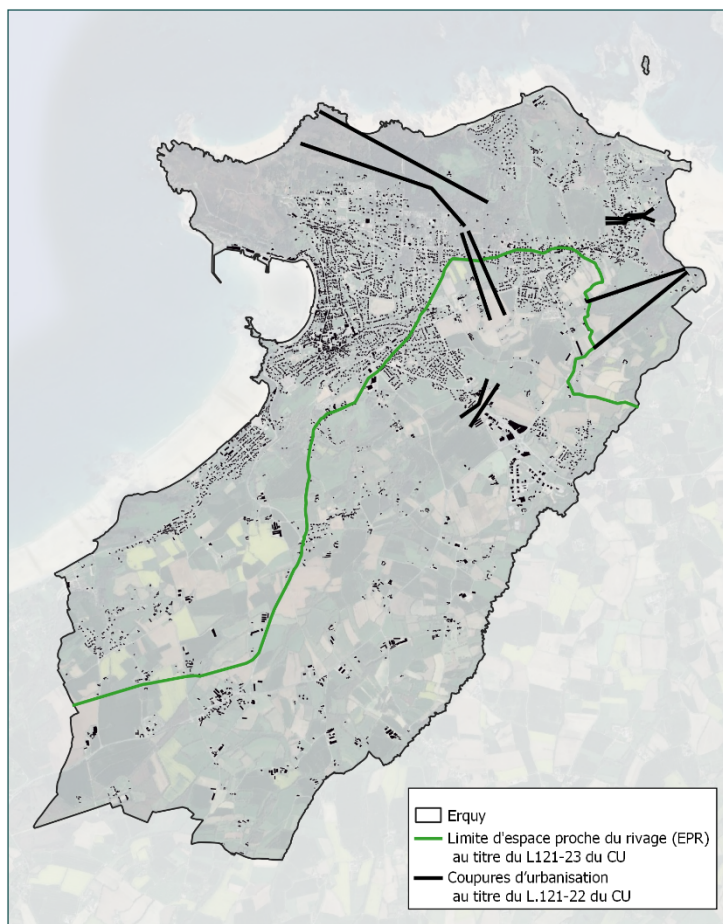 Erquy
Limite d'espace proche du rivage (EPR)
au titre du L121-23 du CU
Coupures d'urbanisation
au titre du L.121-22 du CU